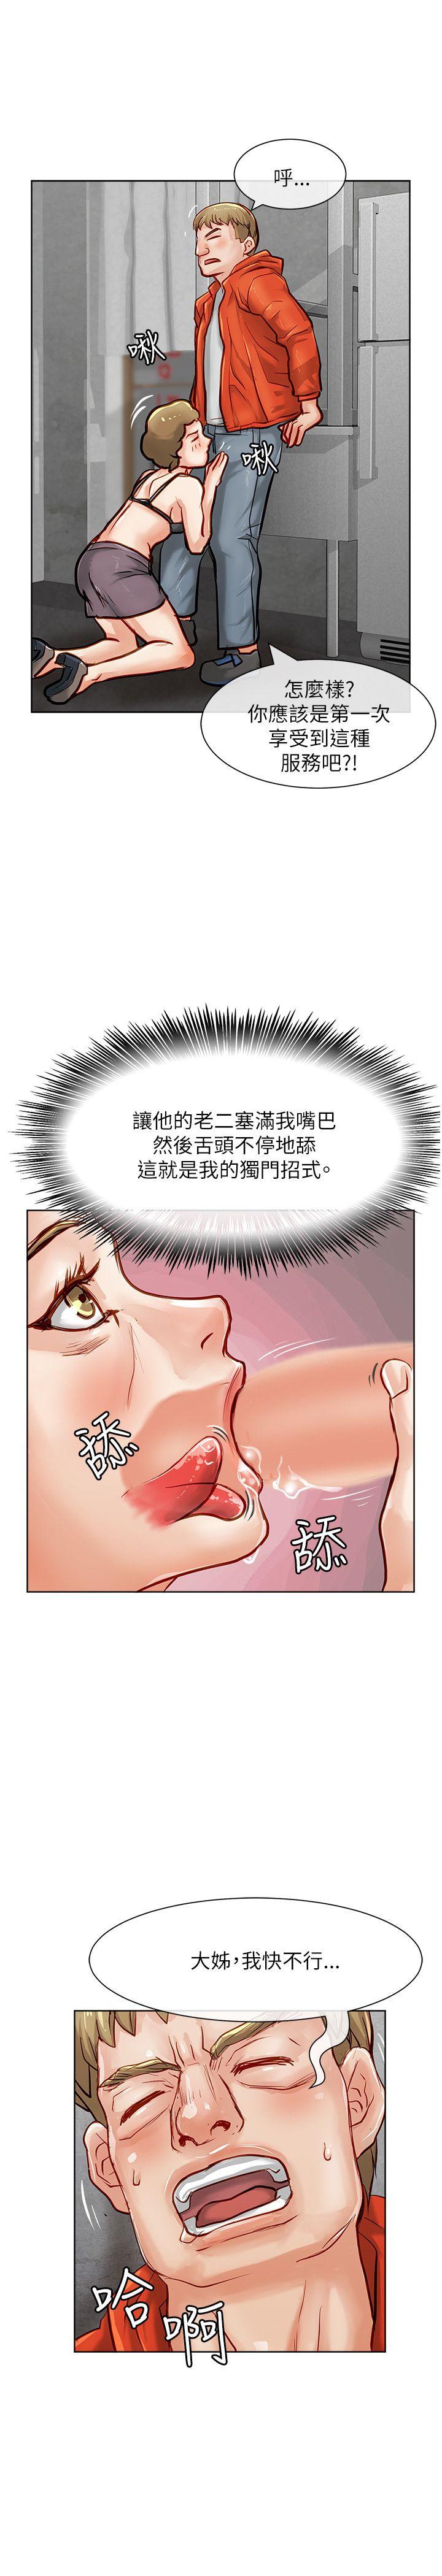 呼...
啾
啾
怎麼樣?
你應該是第一次
享受到這種
服務吧?!
讓他的老二塞滿我嘴巴
然後舌頭不停地舔
這就是我的獨門招式。
舔
舔
大姊,我快不行...
哈
啊